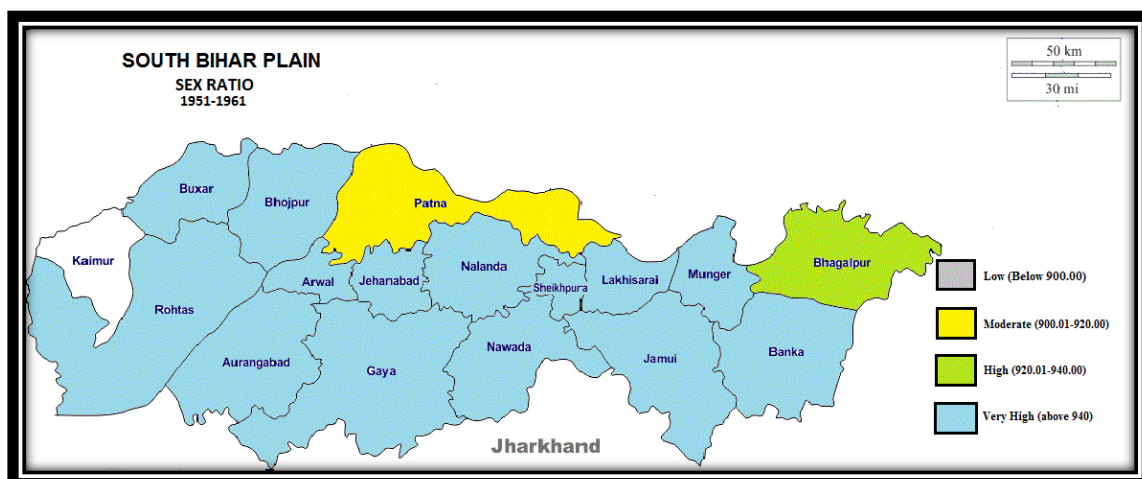 SOUTH BIHAR PLAIN
SEX RATIO
1951-1961
50 km
30 mi
Buxar
Bhojpur
Patna
Kaimur
Rohtas
Arwal
Jehanabad
Nalanda
Sheikhpura
Lakhisarai
Munger
Bhagalpur
Aurangabad
Gaya
Nawada
Jamui
Banka
Jharkhand
Low (Below 900.00)
Moderate (900.01-920.00)
High (920.01-940.00)
Very High (above 940)